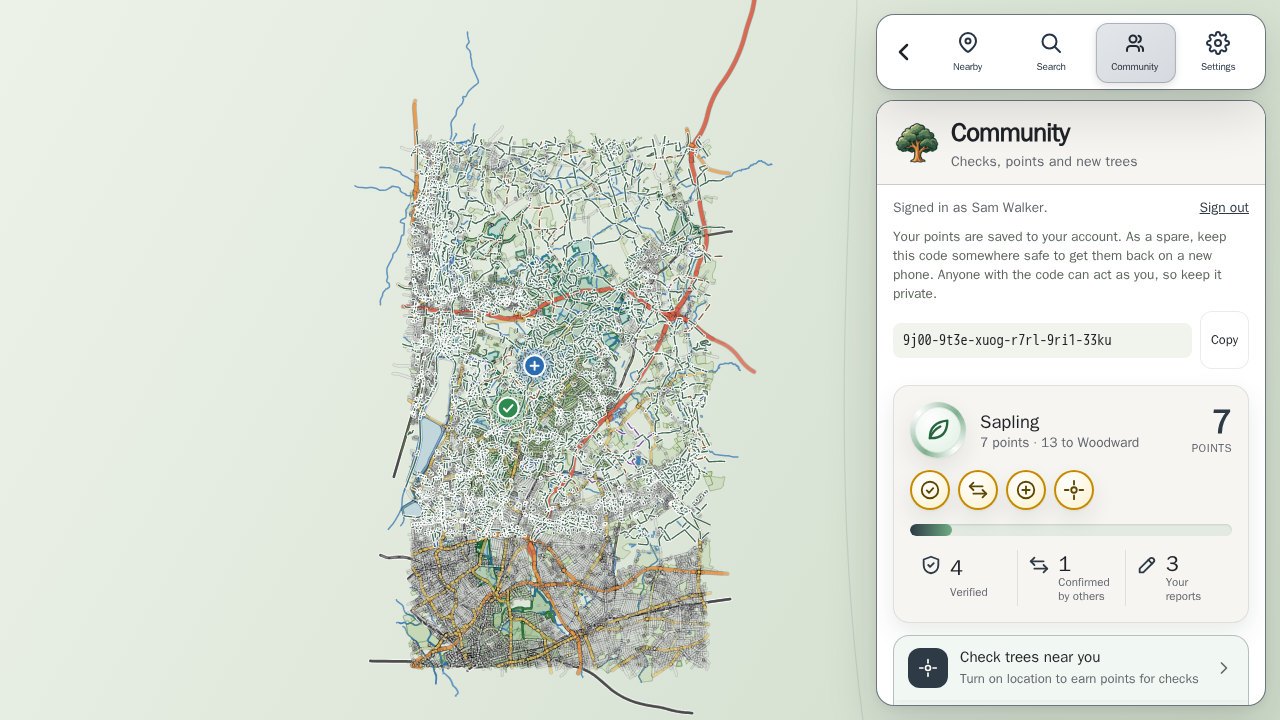 Nearby
Search
Community
Settings
Community
Checks, points and new trees
Signed in as Sam Walker.
Sign out
Your points are saved to your account. As a spare, keep
this code somewhere safe to get them back on a new
phone. Anyone with the code can act as you, so keep it
private.
9j00-9t3e-xuog-r7rl-9ri1-33ku
Copy
Sapling
7 points · 13 to Woodward
7
POINTS
4
Verified
1
Confirmed
by others
3
Your
reports
Check trees near you
Turn on location to earn points for checks